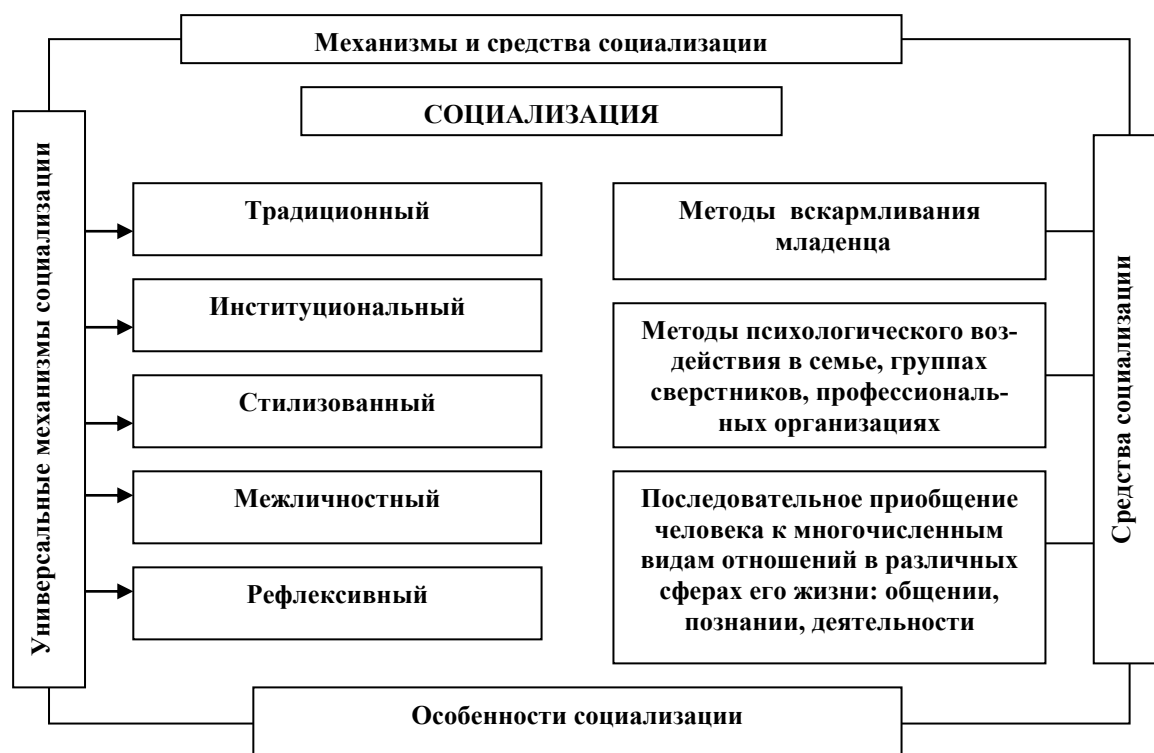 Механизмы и средства социализации
СОЦИАЛИЗАЦИЯ
Универсальные механизмы социализации
Традиционный
Институциональный
Стилизованный
Межличностный
Рефлексивный
Методы вскармливания
младенца
Методы психологического воз-
действия в семье, группах
сверстников, профессиональ-
ных организациях
Последовательное приобщение
человека к многочисленным
видам отношений в различных
сферах его жизни: общении,
познании, деятельности
Средства социализации
Особенности социализации